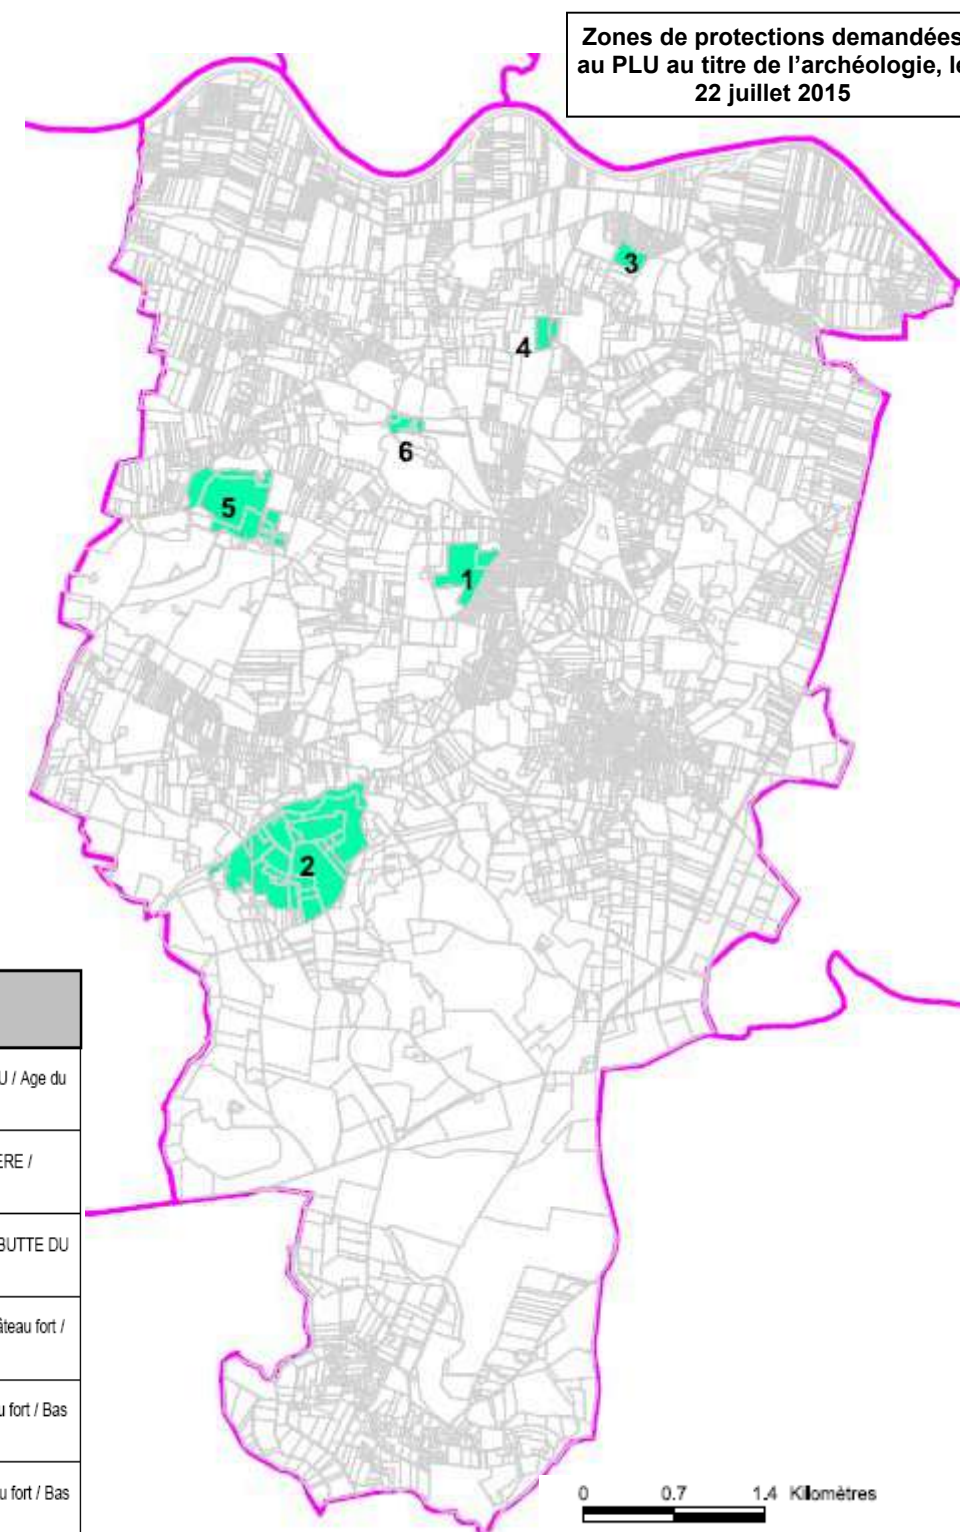 Zones de protections demandées
au PLU au titre de l’archéologie, le
22 juillet 2015
3
4
6
5
1
2
U / Age du
ERE /
BUTTE DU
âteau fort /
u fort / Bas
u fort / Bas
0 0.7 1.4 Kilomètres